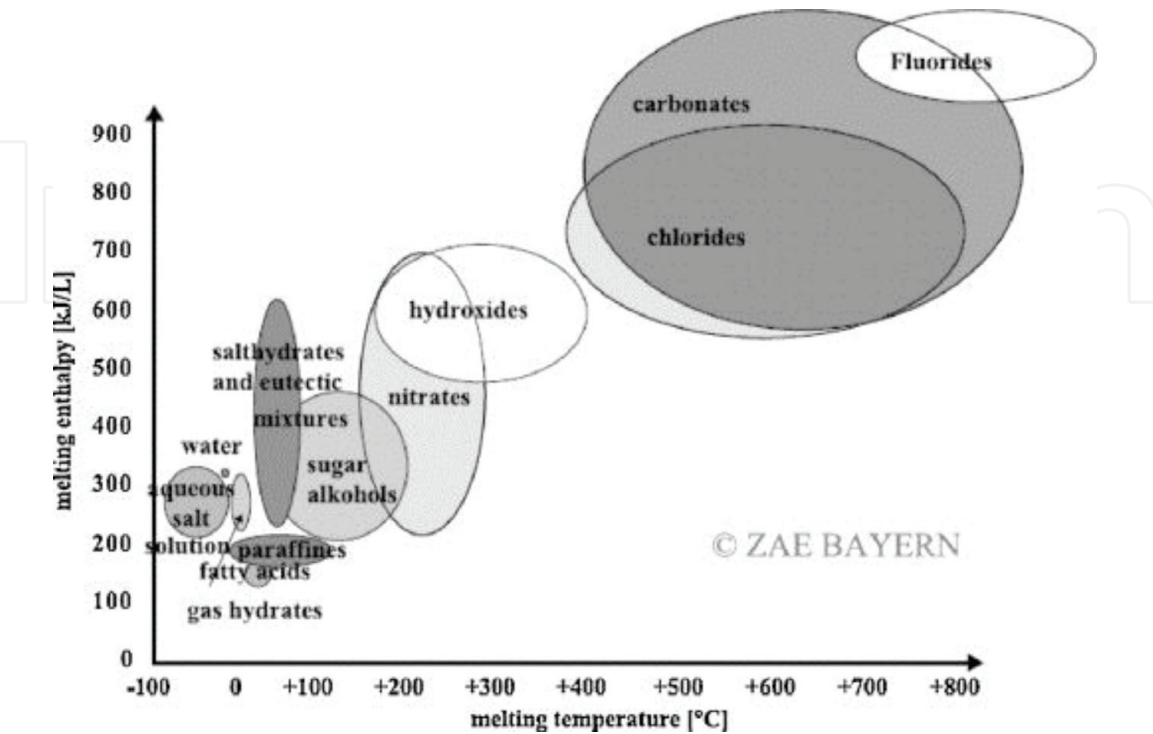 Fluorides
carbonates
900
800
chlorides
700
hydroxides
600
salthydrates
and eutectic
500
nitrates
mixtures
400
water
sugar
alkohols
300
aqueous
salt
solution
200
paraffines
fatty acids
100
gas hydrates
0
© ZAE BAYERN
melting enthalpy [kJ/L]
-100 0 +100 +200 +300 +400 +500 +600 +700 +800
melting temperature [°C]